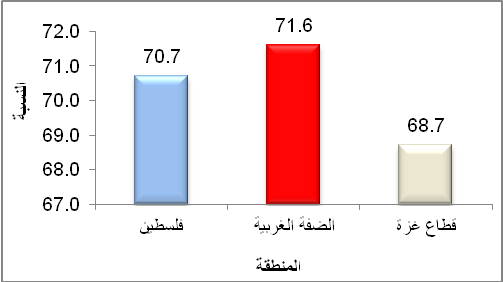 72.0
71.0
70.0
69.0
68.0
67.0
النسبة
70.7
71.6
68.7
فلسطين
الضفة الغربية
قطاع غزة
المنطقة